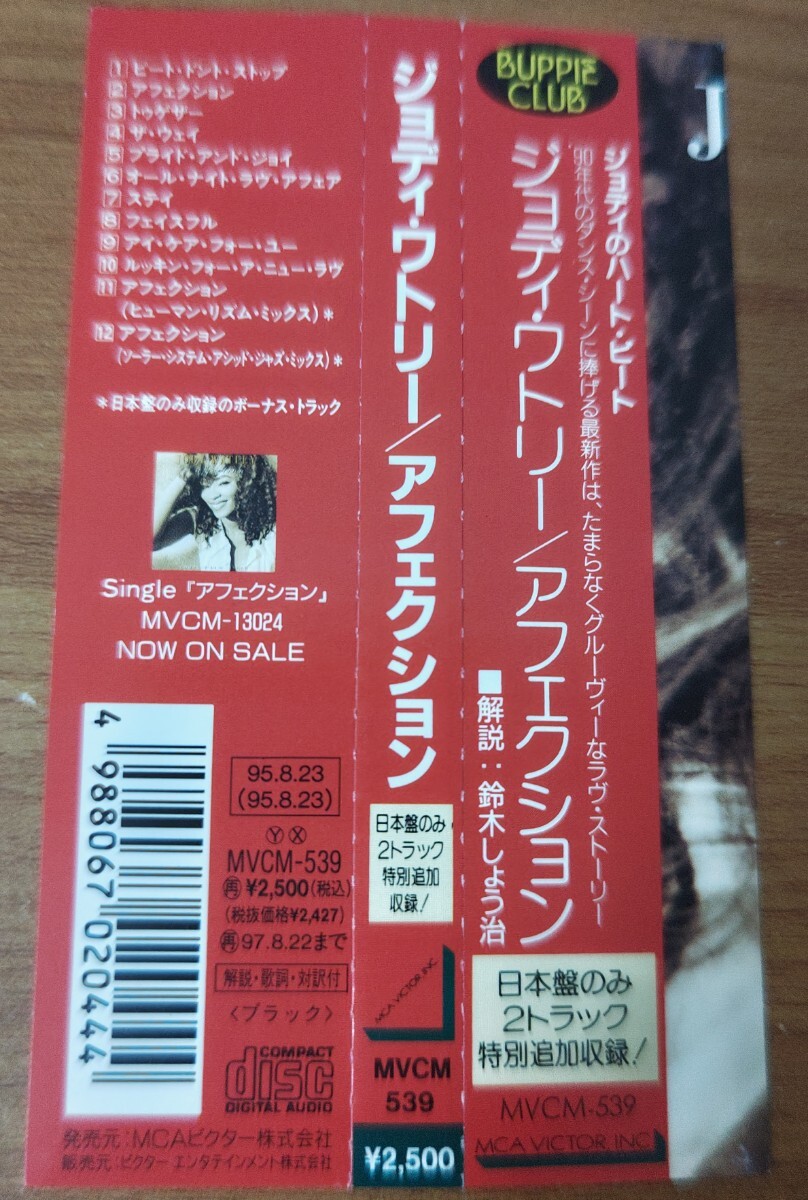 1 ビート・ドント・ストップ
2 アフェクション
3 トゥゲザー
4 ザ・ウェイ
5 プライド・アンド・ジョイ
6 オール・ナイト・ラヴ・アフェア
7 ステイ
8 フェイスフル
9 アイ・ケア・フォー・ユー
10 ルッキン・フォー・ア・ニュー・ラヴ
11 アフェクション
(ヒューマン・リズム・ミックス)*
12 アフェクション
(ソーラー・システム・アシッド・ジャズ・ミックス)*
*日本盤のみ収録のボーナス・トラック
Single『アフェクション』
MVCM-13024
NOW ON SALE
4 988067 020444
95.8.23
(95.8.23)
Ⓨ Ⓧ
MVCM-539
㊢¥2,500(税込)
(税抜価格¥2,427)
㊢97.8.22まで
解説・歌詞・対訳付
〈ブラック〉
COMPACT
disc
DIGITAL AUDIO
発売元:MCAビクター株式会社
販売元:ビクター エンタテインメント株式会社
ジョディ・ワトリー/アフェクション
日本盤のみ
2トラック
特別追加
収録!
MCA VICTOR, INC.
MVCM
539
¥2,500
BUPPIE
CLUB
ジョディのハート・ビート
'90年代のダンス・シーンに捧げる最新作は、たまらなくグルーヴィーなラヴ・ストーリー
ジョディ・ワトリー/アフェクション
■解説:鈴木しょう治
日本盤のみ
2トラック
特別追加収録!
MVCM-539
MCA VICTOR, INC.
J